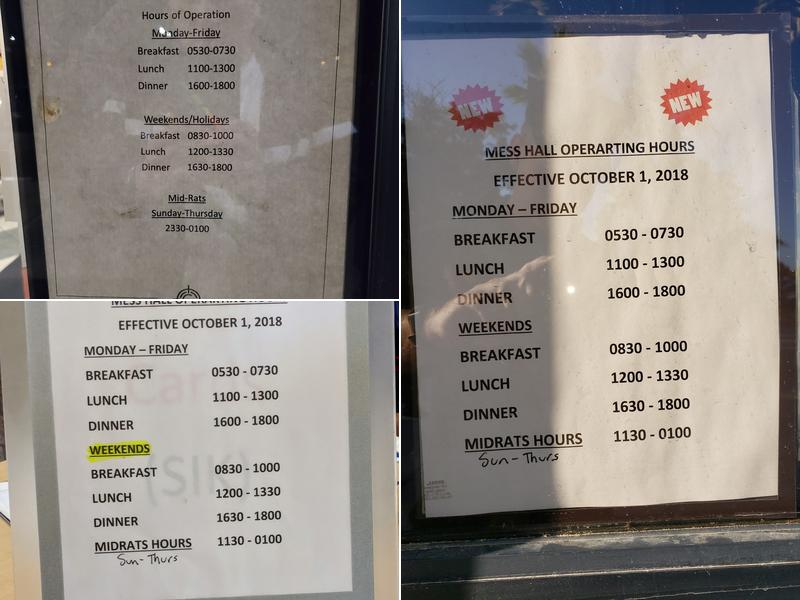 Hours of Operation
Monday-Friday
Breakfast 0530-0730
Lunch 1100-1300
Dinner 1600-1800
Weekends/Holidays
Breakfast 0830-1000
Lunch 1200-1330
Dinner 1630-1800
Mid-Rats
Sunday-Thursday
2330-0100
NEW
NEW
MESS HALL OPERARTING HOURS
EFFECTIVE OCTOBER 1, 2018
MONDAY – FRIDAY
BREAKFAST 0530 - 0730
LUNCH 1100 - 1300
DINNER 1600 - 1800
WEEKENDS
BREAKFAST 0830 - 1000
LUNCH 1200 - 1330
DINNER 1630 - 1800
MIDRATS HOURS 1130 - 0100
Sun-Thurs
MESS HALL OPERARTING HOURS
EFFECTIVE OCTOBER 1, 2018
MONDAY – FRIDAY
BREAKFAST 0530 - 0730
LUNCH 1100 - 1300
DINNER 1600 - 1800
WEEKENDS
BREAKFAST 0830 - 1000
LUNCH 1200 - 1330
DINNER 1630 - 1800
MIDRATS HOURS 1130 - 0100
Sun-Thurs
(SIK)